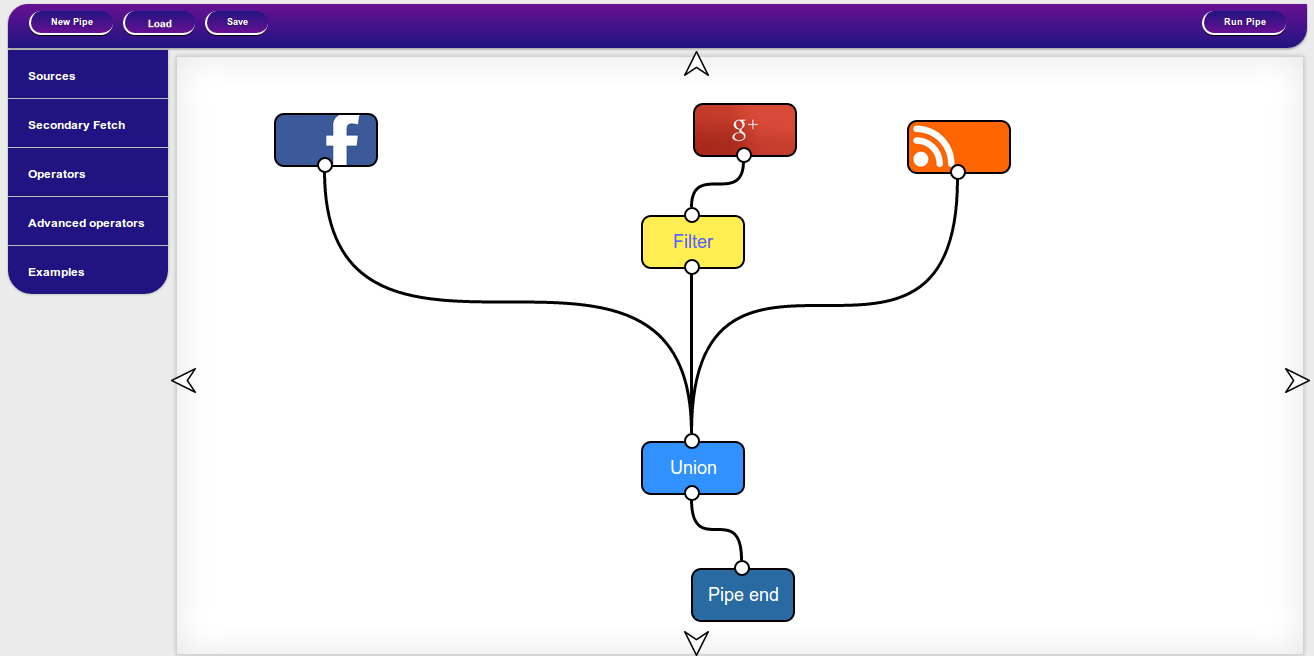 New Pipe
Load
Save
Run Pipe
Sources
Secondary Fetch
Operators
Advanced operators
Examples
f
g+
Filter
Union
Pipe end